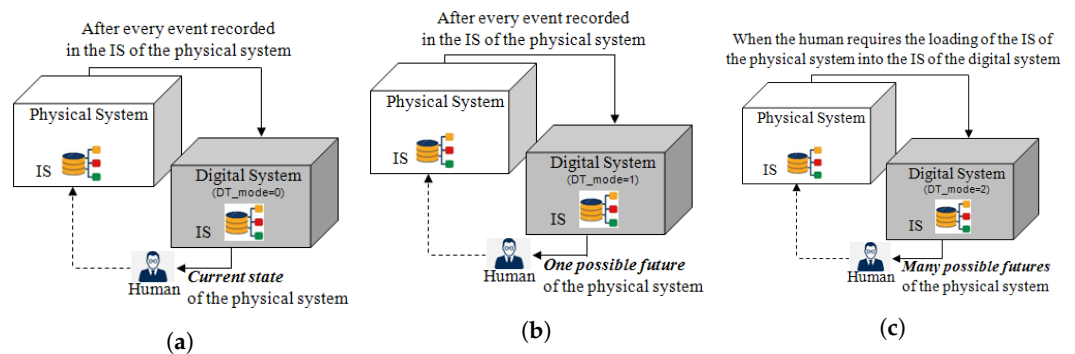 After every event recorded
in the IS of the physical system
Physical System
IS
Digital System
(DT_mode=0)
IS
Human
Current state
of the physical system
(a)
After every event recorded
in the IS of the physical system
Physical System
IS
Digital System
(DT_mode=1)
IS
Human
One possible future
of the physical system
(b)
When the human requires the loading of the IS of
the physical system into the IS of the digital system
Physical System
IS
Digital System
(DT_mode=2)
IS
Human
Many possible futures
of the physical system
(c)